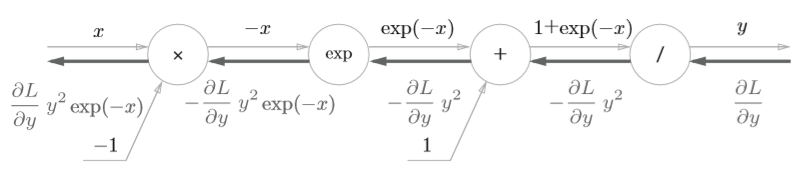 x −x exp(−x) 1+exp(−x) y
× exp + /
∂L/∂y y² exp(−x) −∂L/∂y y² exp(−x) −∂L/∂y y² −∂L/∂y y² ∂L/∂y
−1 1